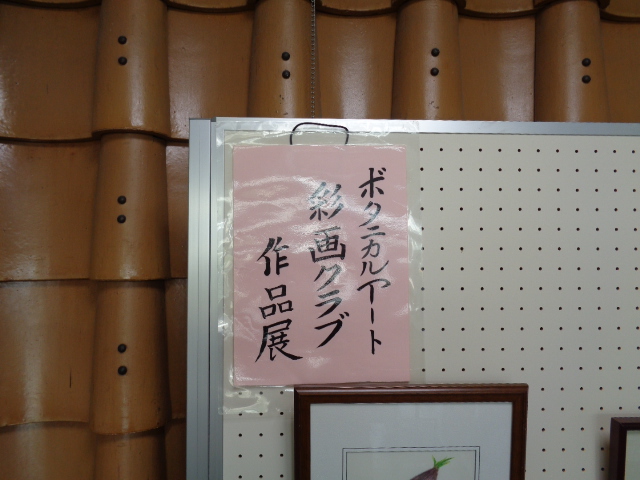 ボタニカルアート
彩画クラブ
作品展